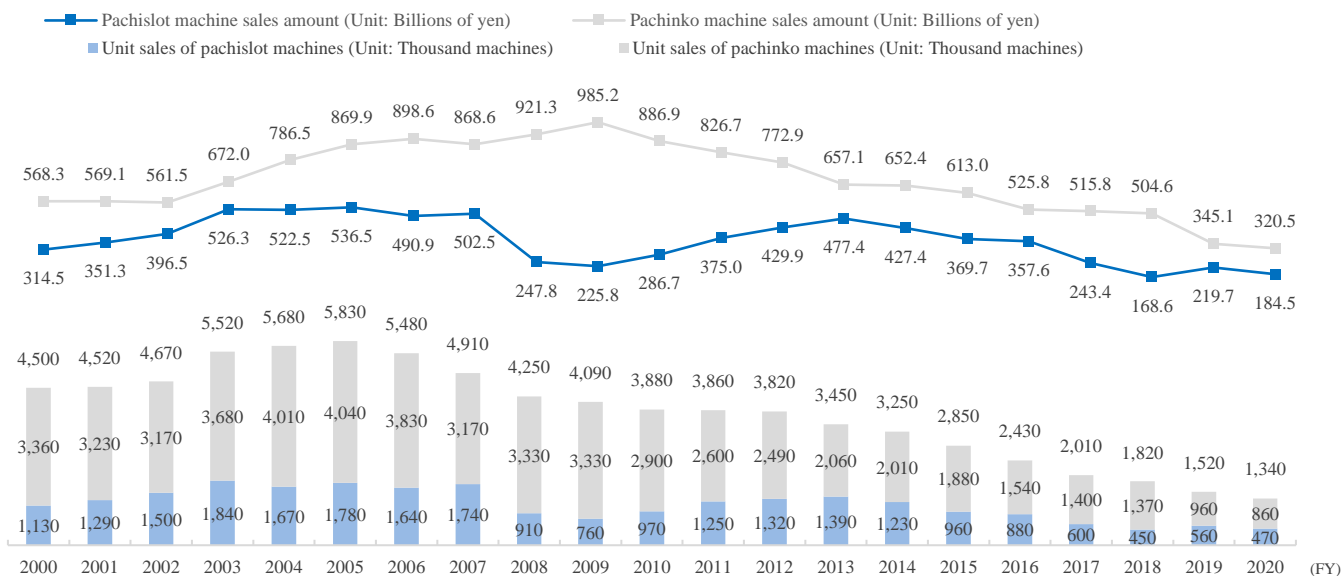 Pachislot machine sales amount (Unit: Billions of yen) Pachinko machine sales amount (Unit: Billions of yen)
Unit sales of pachislot machines (Unit: Thousand machines) Unit sales of pachinko machines (Unit: Thousand machines)
568.3 569.1 561.5 672.0 786.5 869.9 898.6 868.6 921.3 985.2 886.9 826.7 772.9 657.1 652.4 613.0 525.8 515.8 504.6 345.1 320.5
314.5 351.3 396.5 526.3 522.5 536.5 490.9 502.5 247.8 225.8 286.7 375.0 429.9 477.4 427.4 369.7 357.6 243.4 168.6 219.7 184.5
4,500 4,520 4,670 5,520 5,680 5,830 5,480 4,910 4,250 4,090 3,880 3,860 3,820 3,450 3,250 2,850 2,430 2,010 1,820 1,520 1,340
3,360 3,230 3,170 3,680 4,010 4,040 3,830 3,170 3,330 3,330 2,900 2,600 2,490 2,060 2,010 1,880 1,540 1,400 1,370 960 860
1,130 1,290 1,500 1,840 1,670 1,780 1,640 1,740 910 760 970 1,250 1,320 1,390 1,230 960 880 600 450 560 470
2000 2001 2002 2003 2004 2005 2006 2007 2008 2009 2010 2011 2012 2013 2014 2015 2016 2017 2018 2019 2020 (FY)